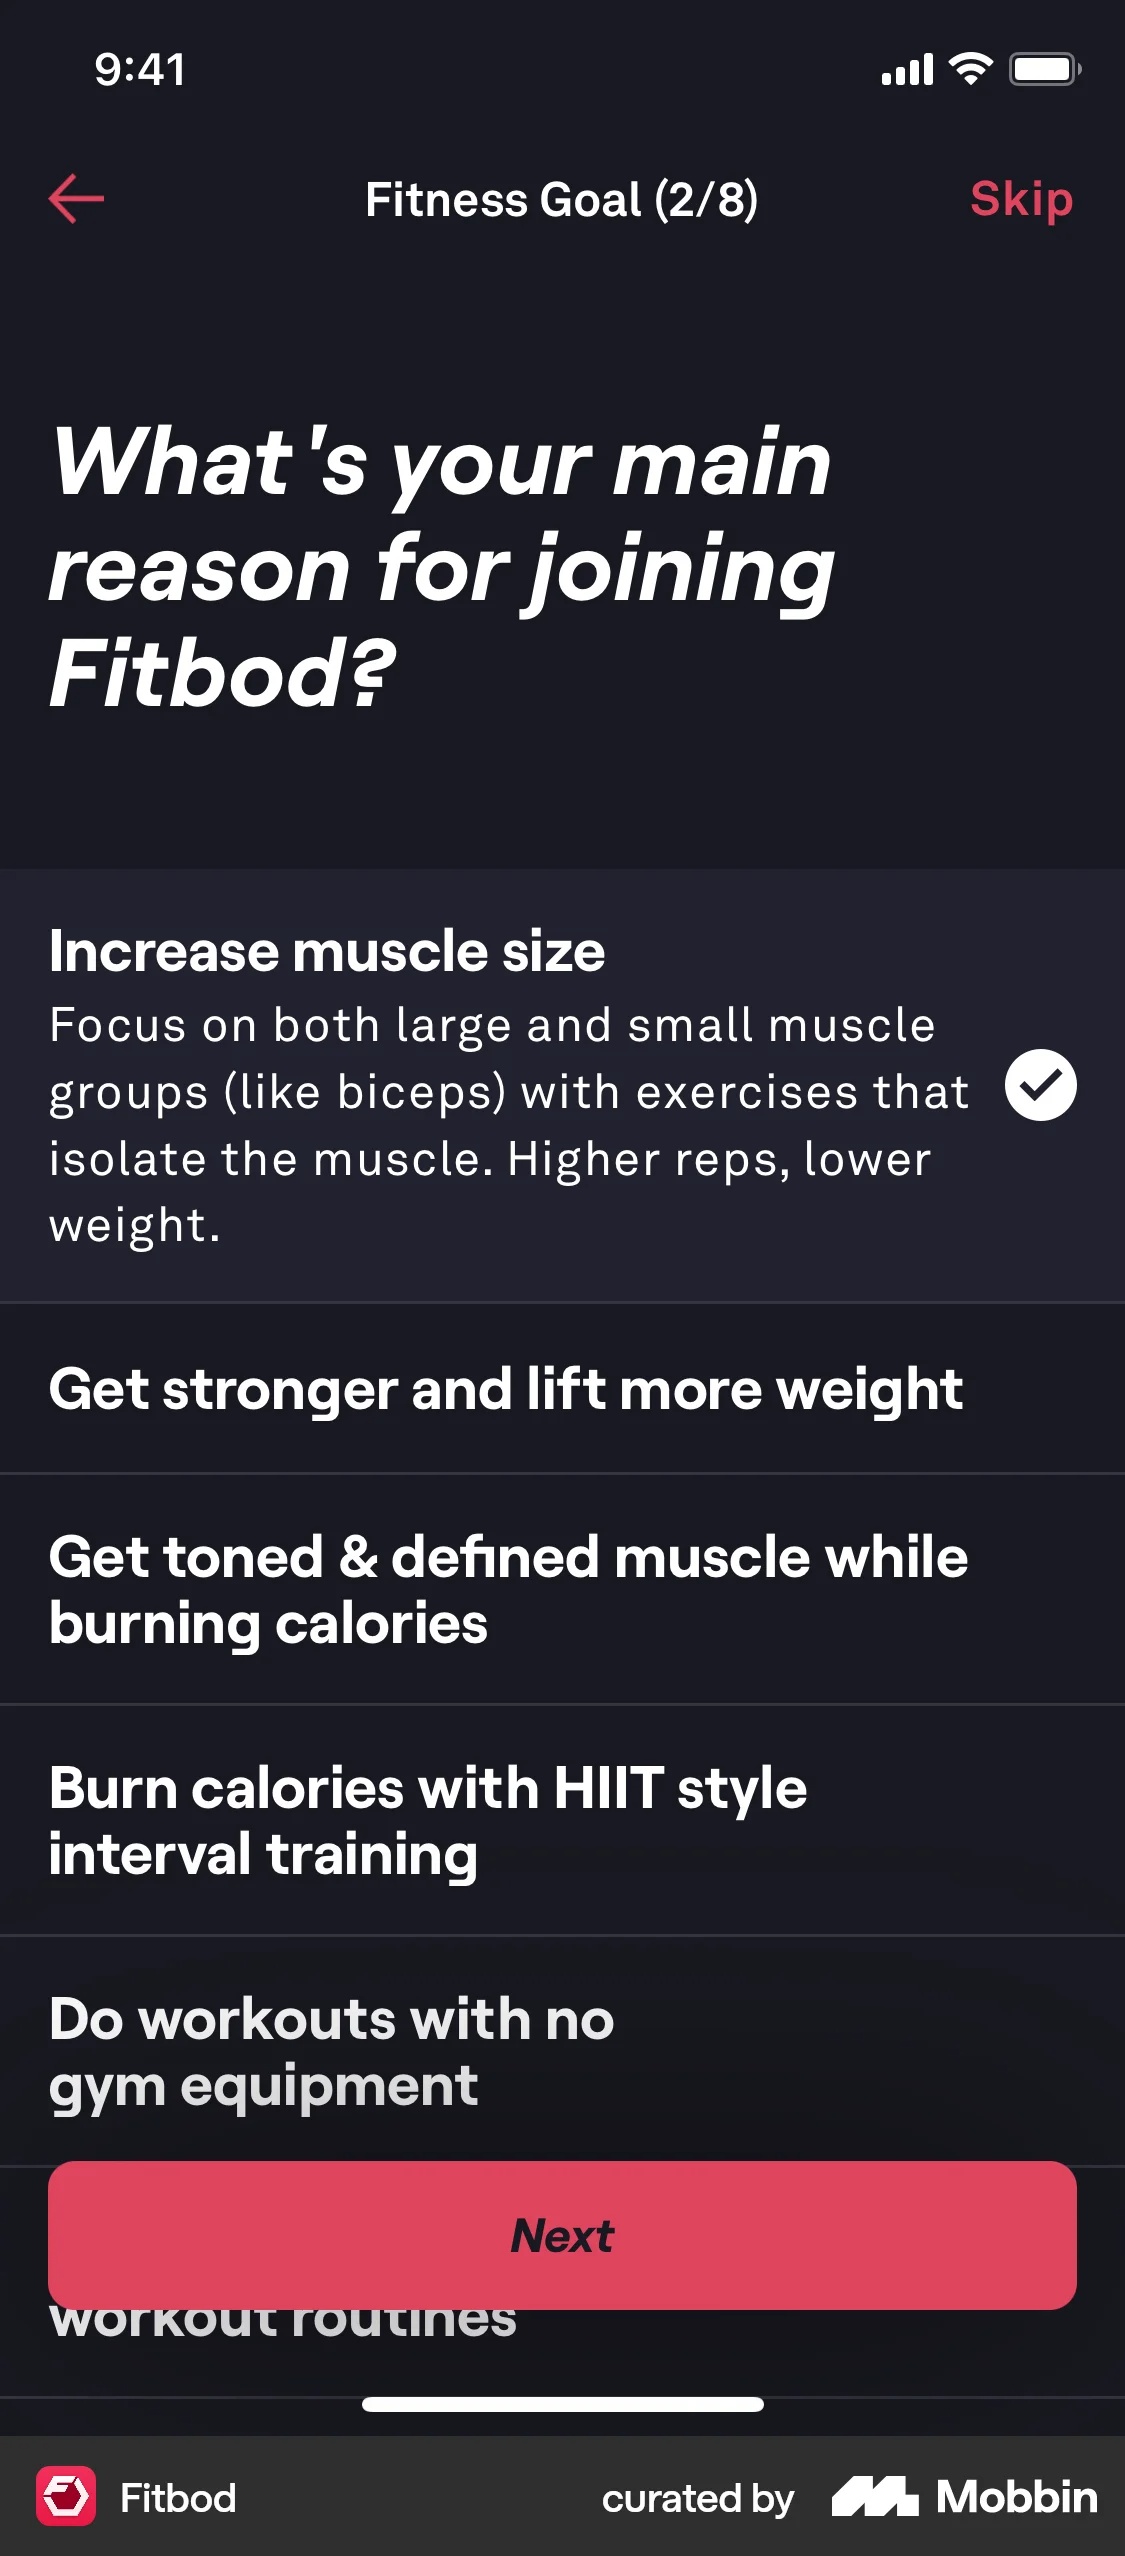 9:41
Fitness Goal (2/8)
Skip
What's your main
reason for joining
Fitbod?
Increase muscle size
Focus on both large and small muscle
groups (like biceps) with exercises that
isolate the muscle. Higher reps, lower
weight.
Get stronger and lift more weight
Get toned & defined muscle while
burning calories
Burn calories with HIIT style
interval training
Do workouts with no
gym equipment
Next
workout routines
Fitbod
curated by
Mobbin